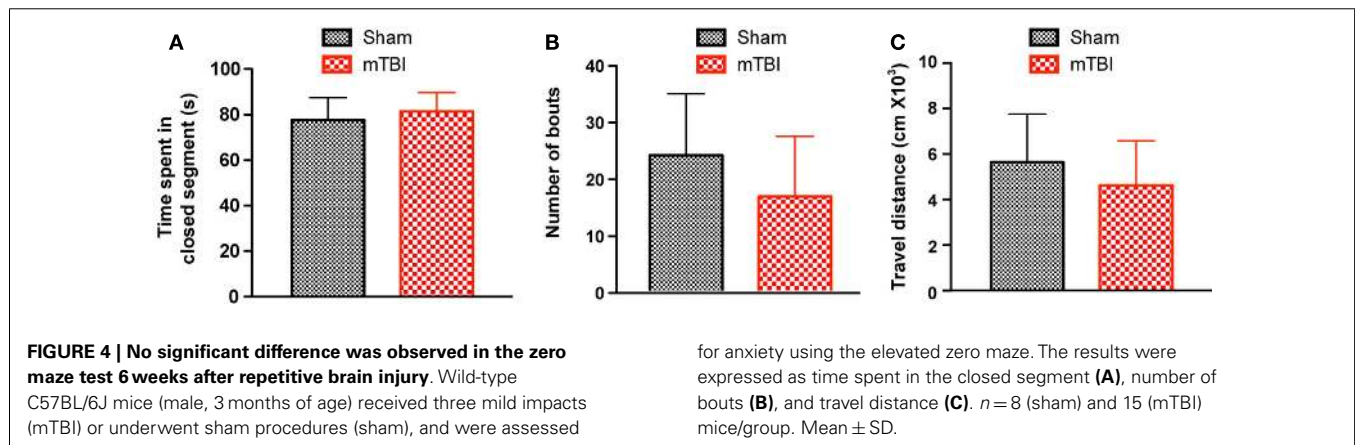 A
Sham
mTBI
Time spent in
closed segment (s)
100
80
60
40
20
0
B
Sham
mTBI
Number of bouts
40
30
20
10
0
C
Sham
mTBI
Travel distance (cm X10³)
10
8
6
4
2
0
FIGURE 4 | No significant difference was observed in the zero
maze test 6 weeks after repetitive brain injury. Wild-type
C57BL/6J mice (male, 3 months of age) received three mild impacts
(mTBI) or underwent sham procedures (sham), and were assessed
for anxiety using the elevated zero maze. The results were
expressed as time spent in the closed segment (A), number of
bouts (B), and travel distance (C). n = 8 (sham) and 15 (mTBI)
mice/group. Mean ± SD.